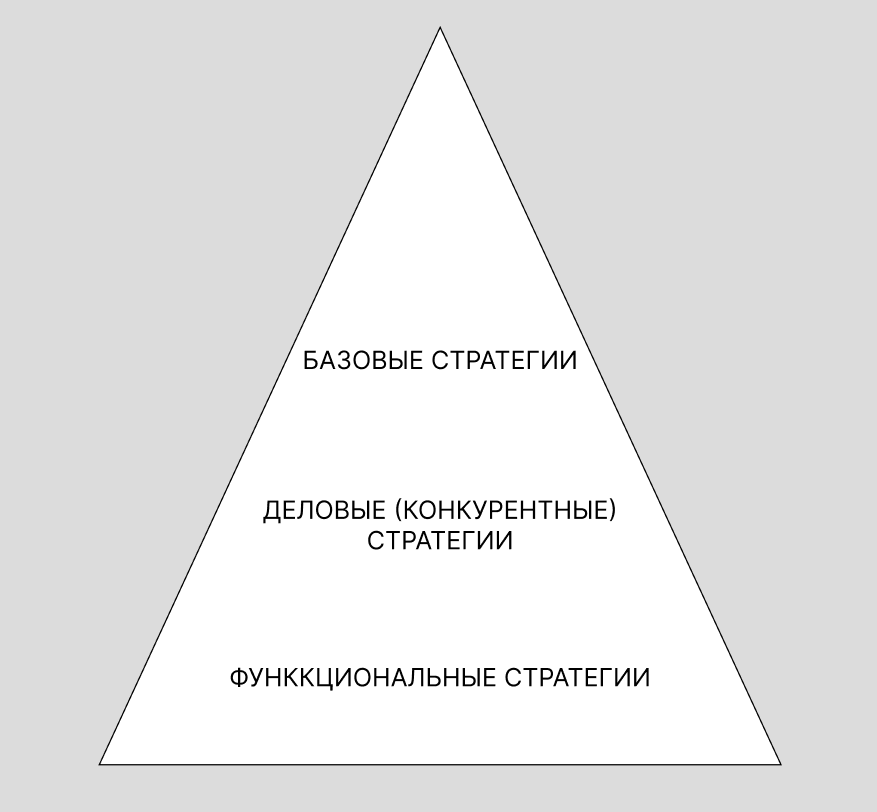 БАЗОВЫЕ СТРАТЕГИИ
ДЕЛОВЫЕ (КОНКУРЕНТНЫЕ)
СТРАТЕГИИ
ФУНККЦИОНАЛЬНЫЕ СТРАТЕГИИ